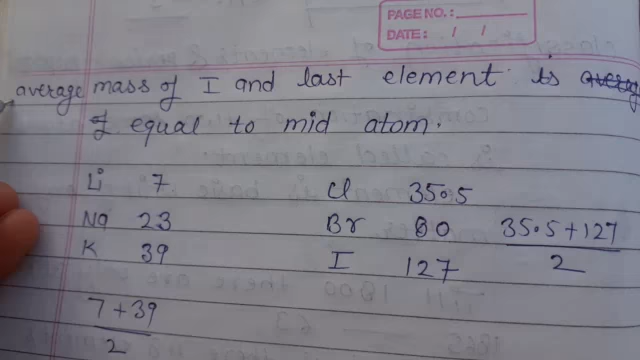 PAGE NO.:
DATE: / /
average mass of I and last element is
of equal to mid atom.
Li 7 Cl 35.5
Na 23 Br 80 35.5+127
K 39 I 127 2
7+39
2